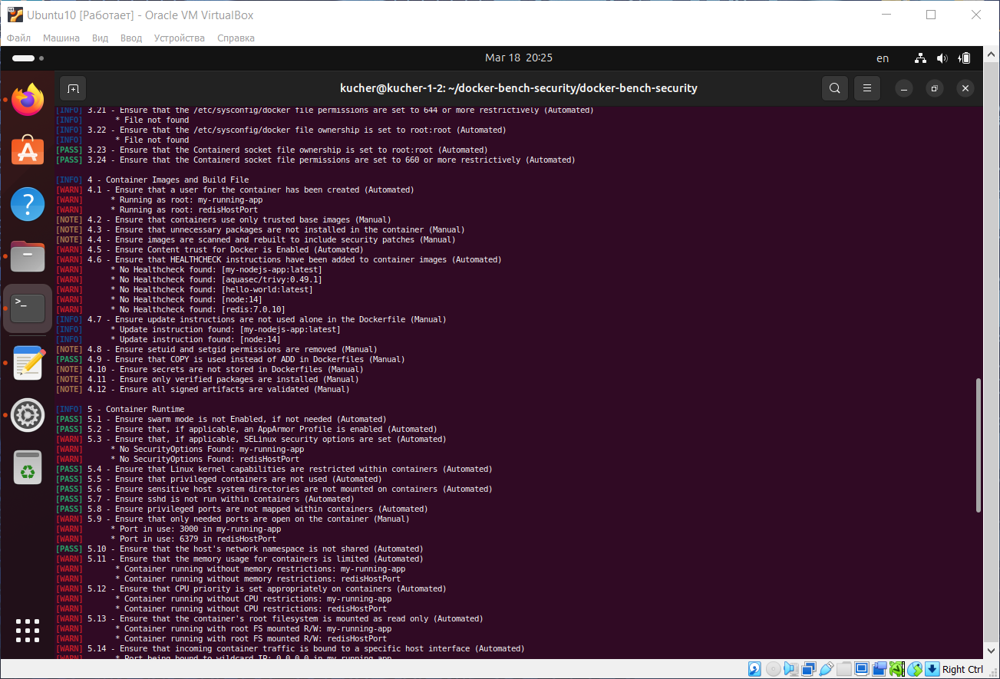 Ubuntu10 [Работает] - Oracle VM VirtualBox
Файл Машина Вид Ввод Устройства Справка
Mar 18 20:25
en
kucher@kucher-1-2: ~/docker-bench-security/docker-bench-security
[INFO] 3.21 - Ensure that the /etc/sysconfig/docker file permissions are set to 644 or more restrictively (Automated)
[INFO] * File not found
[INFO] 3.22 - Ensure that the /etc/sysconfig/docker file ownership is set to root:root (Automated)
[INFO] * File not found
[PASS] 3.23 - Ensure that the Containerd socket file ownership is set to root:root (Automated)
[PASS] 3.24 - Ensure that the Containerd socket file permissions are set to 660 or more restrictively (Automated)
[INFO] 4 - Container Images and Build File
[WARN] 4.1 - Ensure that a user for the container has been created (Automated)
[WARN] * Running as root: my-running-app
[WARN] * Running as root: redisHostPort
[NOTE] 4.2 - Ensure that containers use only trusted base images (Manual)
[NOTE] 4.3 - Ensure that unnecessary packages are not installed in the container (Manual)
[NOTE] 4.4 - Ensure images are scanned and rebuilt to include security patches (Manual)
[WARN] 4.5 - Ensure Content trust for Docker is Enabled (Automated)
[WARN] 4.6 - Ensure that HEALTHCHECK instructions have been added to container images (Automated)
[WARN] * No Healthcheck found: [my-nodejs-app:latest]
[WARN] * No Healthcheck found: [aquasec/trivy:0.49.1]
[WARN] * No Healthcheck found: [hello-world:latest]
[WARN] * No Healthcheck found: [node:14]
[WARN] * No Healthcheck found: [redis:7.0.10]
[INFO] 4.7 - Ensure update instructions are not used alone in the Dockerfile (Manual)
[INFO] * Update instruction found: [my-nodejs-app:latest]
[INFO] * Update instruction found: [node:14]
[NOTE] 4.8 - Ensure setuid and setgid permissions are removed (Manual)
[PASS] 4.9 - Ensure that COPY is used instead of ADD in Dockerfiles (Manual)
[NOTE] 4.10 - Ensure secrets are not stored in Dockerfiles (Manual)
[NOTE] 4.11 - Ensure only verified packages are installed (Manual)
[NOTE] 4.12 - Ensure all signed artifacts are validated (Manual)
[INFO] 5 - Container Runtime
[PASS] 5.1 - Ensure swarm mode is not Enabled, if not needed (Automated)
[PASS] 5.2 - Ensure that, if applicable, an AppArmor Profile is enabled (Automated)
[WARN] 5.3 - Ensure that, if applicable, SELinux security options are set (Automated)
[WARN] * No SecurityOptions Found: my-running-app
[WARN] * No SecurityOptions Found: redisHostPort
[PASS] 5.4 - Ensure that Linux kernel capabilities are restricted within containers (Automated)
[PASS] 5.5 - Ensure that privileged containers are not used (Automated)
[PASS] 5.6 - Ensure sensitive host system directories are not mounted on containers (Automated)
[PASS] 5.7 - Ensure sshd is not run within containers (Automated)
[PASS] 5.8 - Ensure privileged ports are not mapped within containers (Automated)
[WARN] 5.9 - Ensure that only needed ports are open on the container (Manual)
[WARN] * Port in use: 3000 in my-running-app
[WARN] * Port in use: 6379 in redisHostPort
[PASS] 5.10 - Ensure that the host's network namespace is not shared (Automated)
[WARN] 5.11 - Ensure that the memory usage for containers is limited (Automated)
[WARN] * Container running without memory restrictions: my-running-app
[WARN] * Container running without memory restrictions: redisHostPort
[WARN] 5.12 - Ensure that CPU priority is set appropriately on containers (Automated)
[WARN] * Container running without CPU restrictions: my-running-app
[WARN] * Container running without CPU restrictions: redisHostPort
[WARN] 5.13 - Ensure that the container's root filesystem is mounted as read only (Automated)
[WARN] * Container running with root FS mounted R/W: my-running-app
[WARN] * Container running with root FS mounted R/W: redisHostPort
[WARN] 5.14 - Ensure that incoming container traffic is bound to a specific host interface (Automated)
[WARN] * Port being bound to wildcard IP: 0.0.0.0 in my-running-app
Right Ctrl